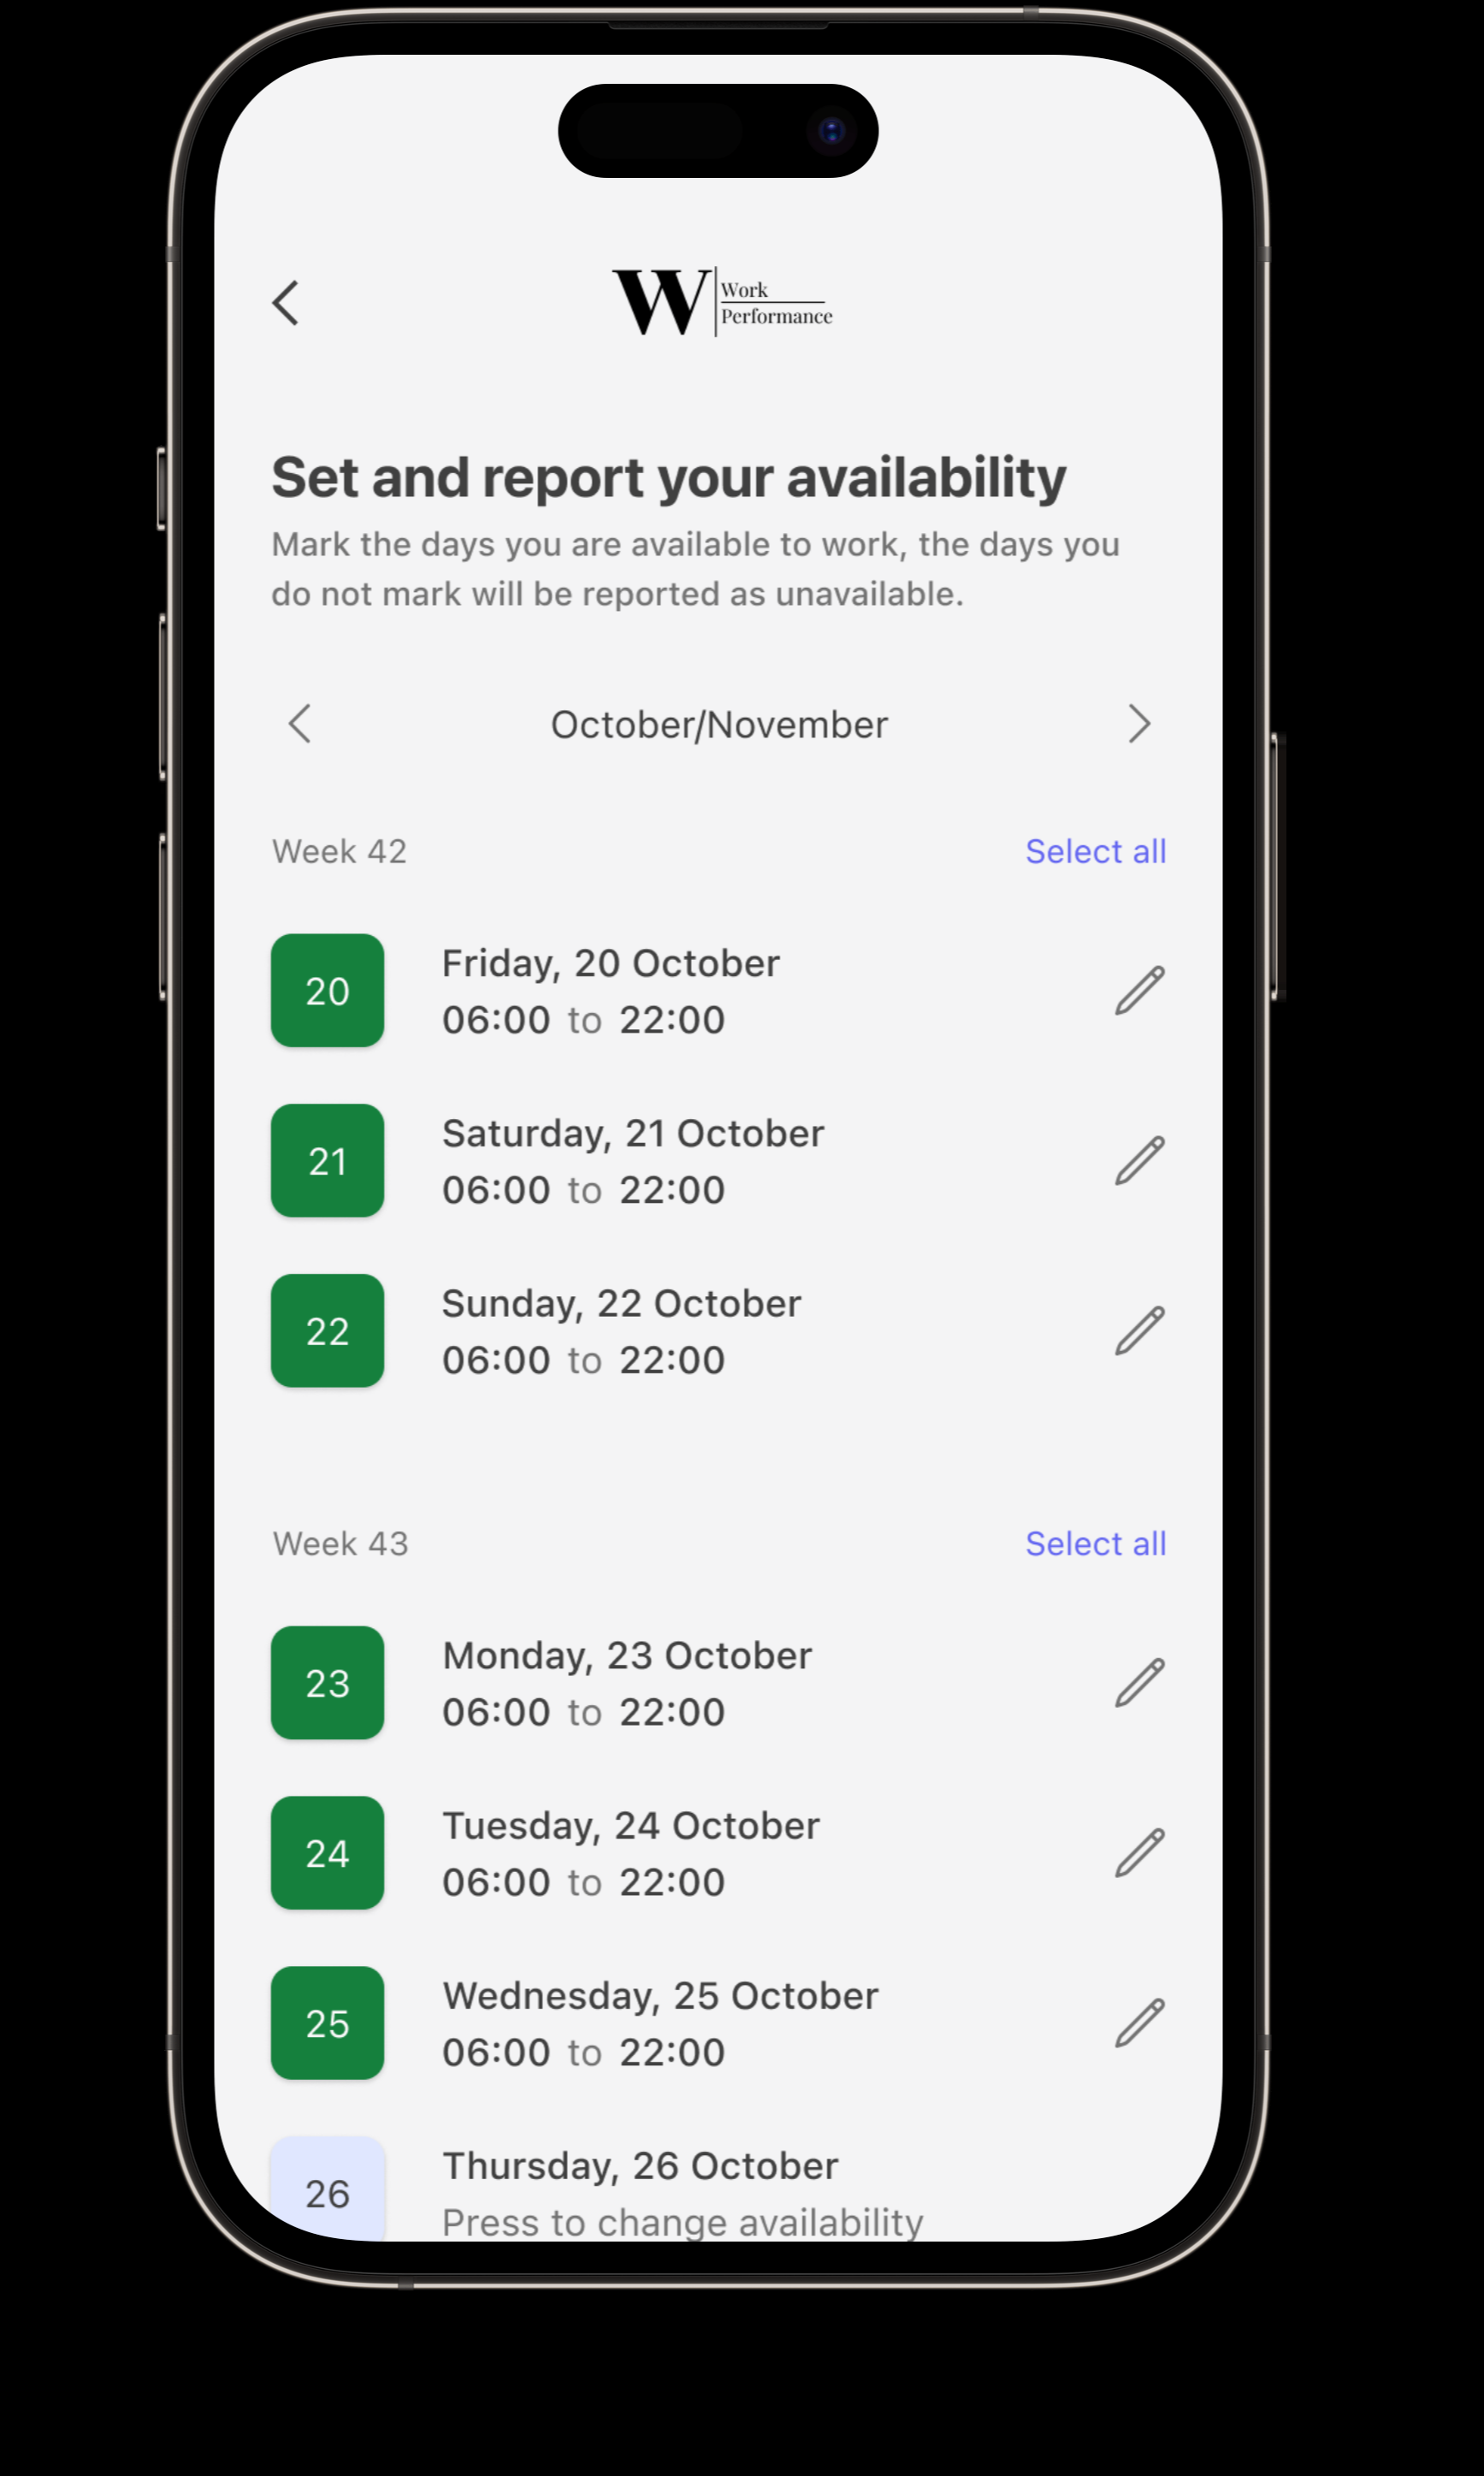 W
Work
Performance
Set and report your availability
Mark the days you are available to work, the days you
do not mark will be reported as unavailable.
October/November
Week 42 Select all
20
Friday, 20 October
06:00 to 22:00
21
Saturday, 21 October
06:00 to 22:00
22
Sunday, 22 October
06:00 to 22:00
Week 43 Select all
23
Monday, 23 October
06:00 to 22:00
24
Tuesday, 24 October
06:00 to 22:00
25
Wednesday, 25 October
06:00 to 22:00
26
Thursday, 26 October
Press to change availability